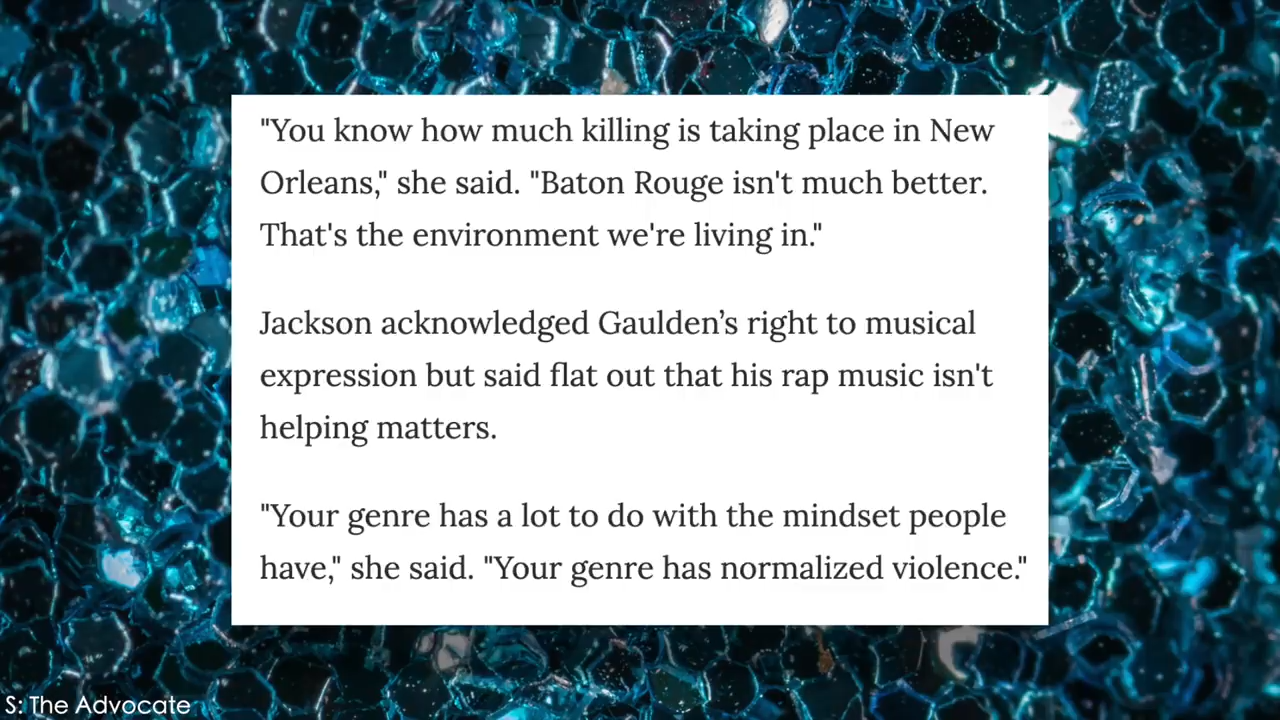 "You know how much killing is taking place in New
Orleans," she said. "Baton Rouge isn't much better.
That's the environment we're living in."
Jackson acknowledged Gaulden’s right to musical
expression but said flat out that his rap music isn't
helping matters.
"Your genre has a lot to do with the mindset people
have," she said. "Your genre has normalized violence."
S: The Advocate